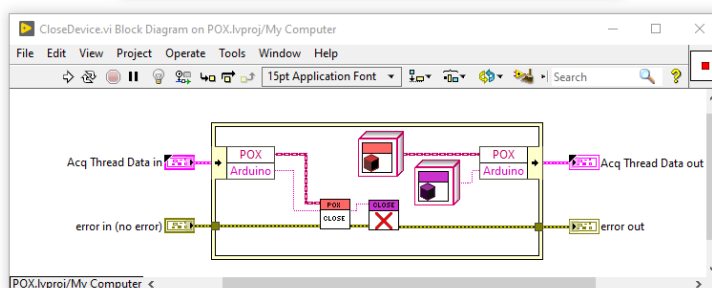 CloseDevice.vi Block Diagram on POX.lvproj/My Computer
File Edit View Project Operate Tools Window Help
15pt Application Font
Search
Acq Thread Data in
POX
Arduino
POX
Arduino
Acq Thread Data out
POX
CLOSE
CLOSE
error in (no error)
error out
POX.lvproj/My Computer